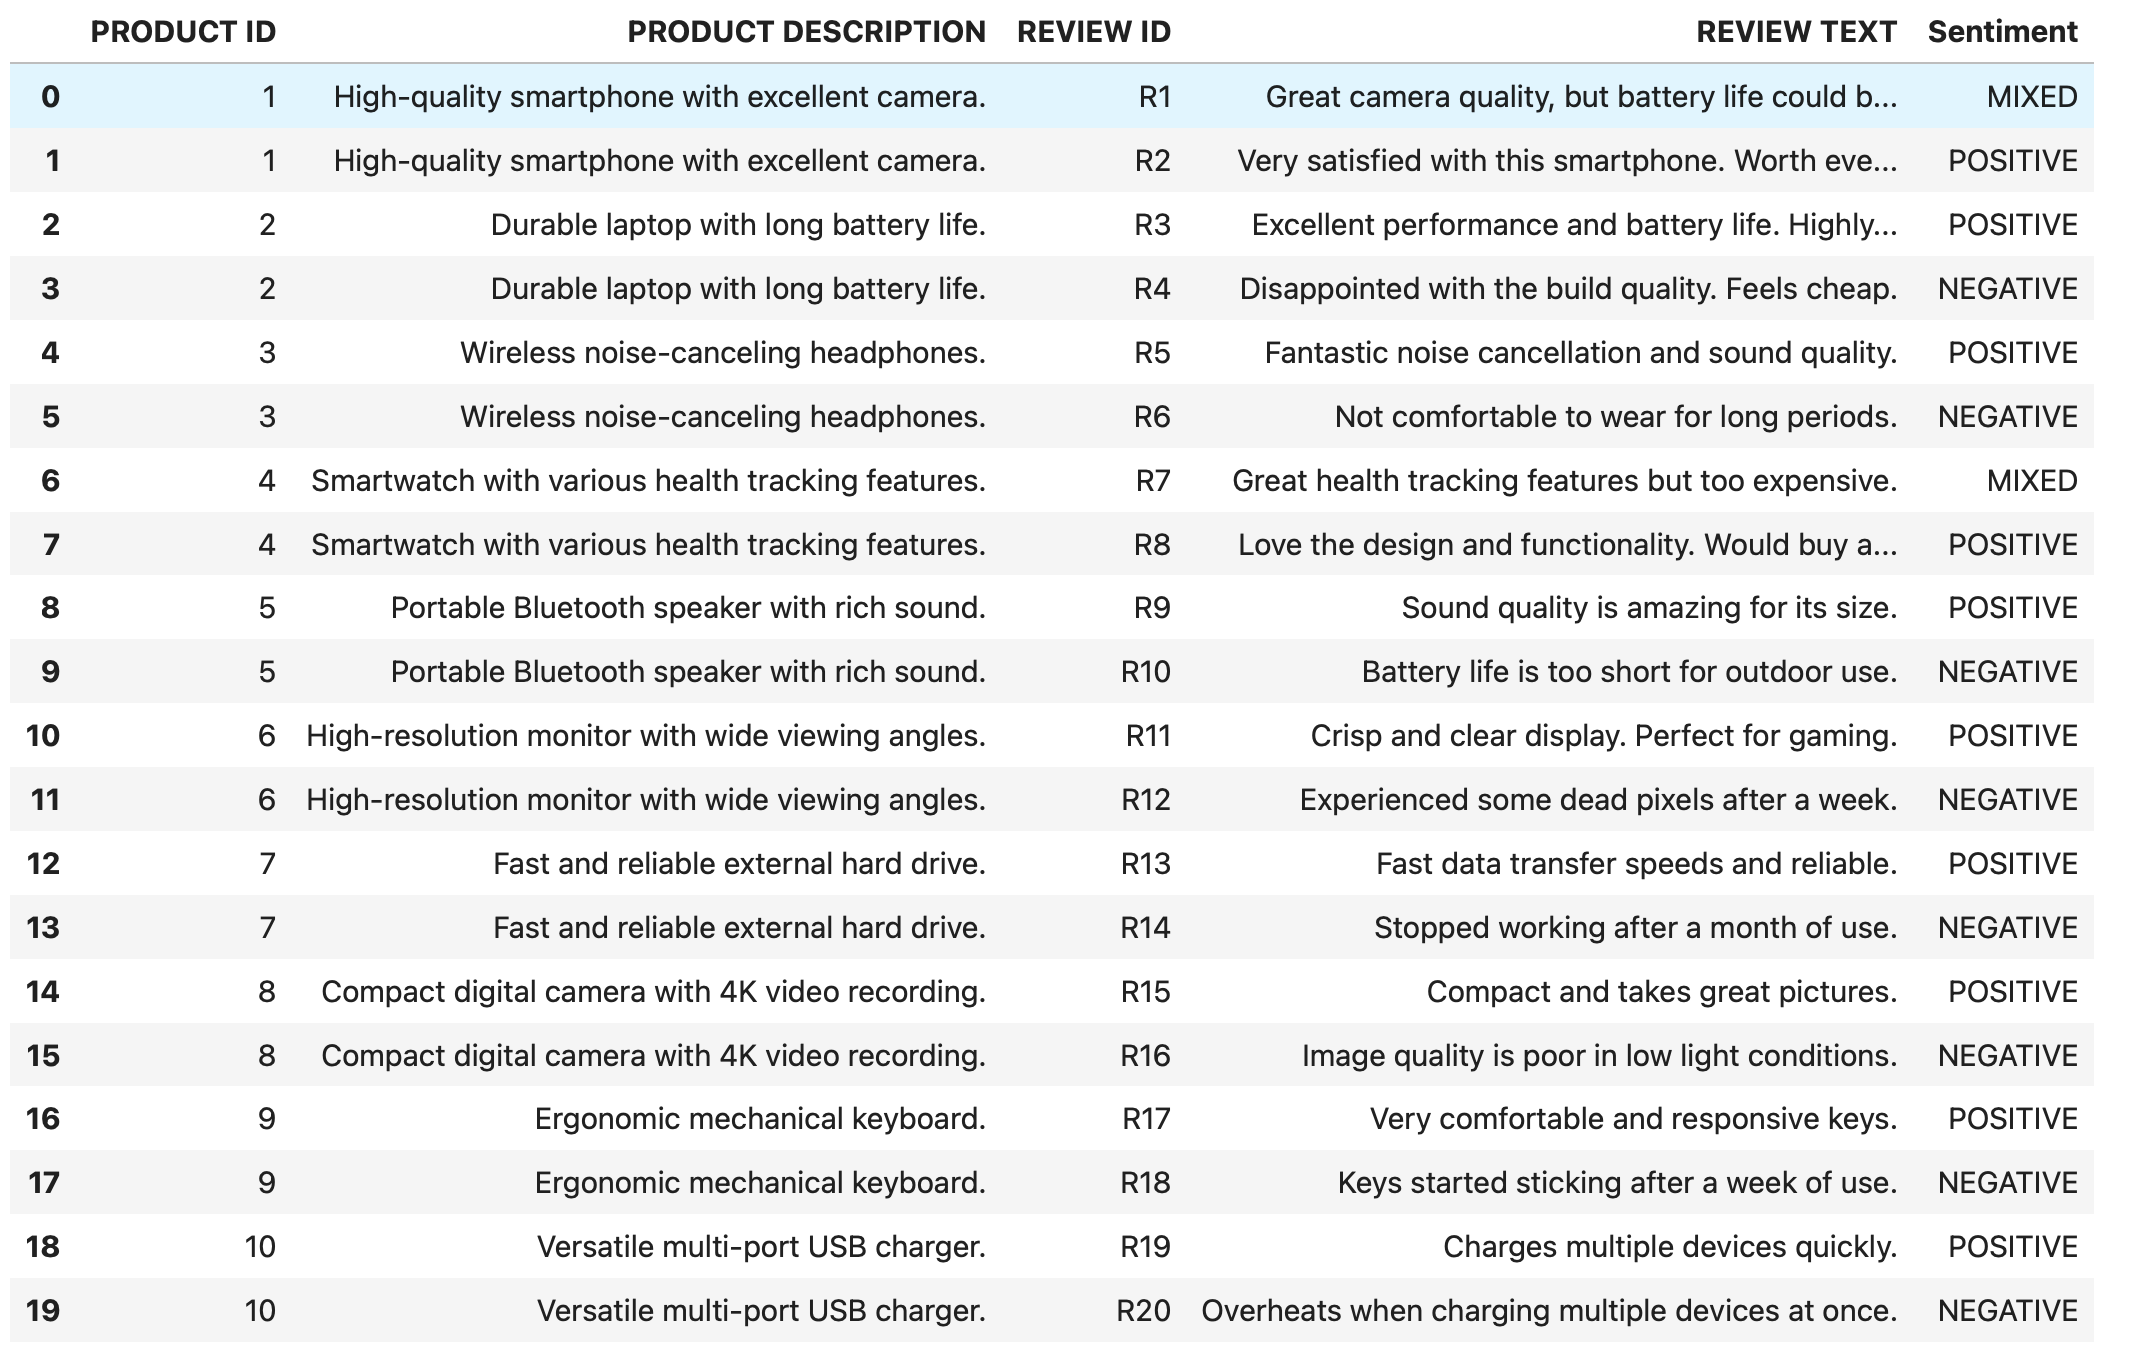 PRODUCT ID PRODUCT DESCRIPTION REVIEW ID REVIEW TEXT Sentiment
0 1 High-quality smartphone with excellent camera. R1 Great camera quality, but battery life could b... MIXED
1 1 High-quality smartphone with excellent camera. R2 Very satisfied with this smartphone. Worth eve... POSITIVE
2 2 Durable laptop with long battery life. R3 Excellent performance and battery life. Highly... POSITIVE
3 2 Durable laptop with long battery life. R4 Disappointed with the build quality. Feels cheap. NEGATIVE
4 3 Wireless noise-canceling headphones. R5 Fantastic noise cancellation and sound quality. POSITIVE
5 3 Wireless noise-canceling headphones. R6 Not comfortable to wear for long periods. NEGATIVE
6 4 Smartwatch with various health tracking features. R7 Great health tracking features but too expensive. MIXED
7 4 Smartwatch with various health tracking features. R8 Love the design and functionality. Would buy a... POSITIVE
8 5 Portable Bluetooth speaker with rich sound. R9 Sound quality is amazing for its size. POSITIVE
9 5 Portable Bluetooth speaker with rich sound. R10 Battery life is too short for outdoor use. NEGATIVE
10 6 High-resolution monitor with wide viewing angles. R11 Crisp and clear display. Perfect for gaming. POSITIVE
11 6 High-resolution monitor with wide viewing angles. R12 Experienced some dead pixels after a week. NEGATIVE
12 7 Fast and reliable external hard drive. R13 Fast data transfer speeds and reliable. POSITIVE
13 7 Fast and reliable external hard drive. R14 Stopped working after a month of use. NEGATIVE
14 8 Compact digital camera with 4K video recording. R15 Compact and takes great pictures. POSITIVE
15 8 Compact digital camera with 4K video recording. R16 Image quality is poor in low light conditions. NEGATIVE
16 9 Ergonomic mechanical keyboard. R17 Very comfortable and responsive keys. POSITIVE
17 9 Ergonomic mechanical keyboard. R18 Keys started sticking after a week of use. NEGATIVE
18 10 Versatile multi-port USB charger. R19 Charges multiple devices quickly. POSITIVE
19 10 Versatile multi-port USB charger. R20 Overheats when charging multiple devices at once. NEGATIVE